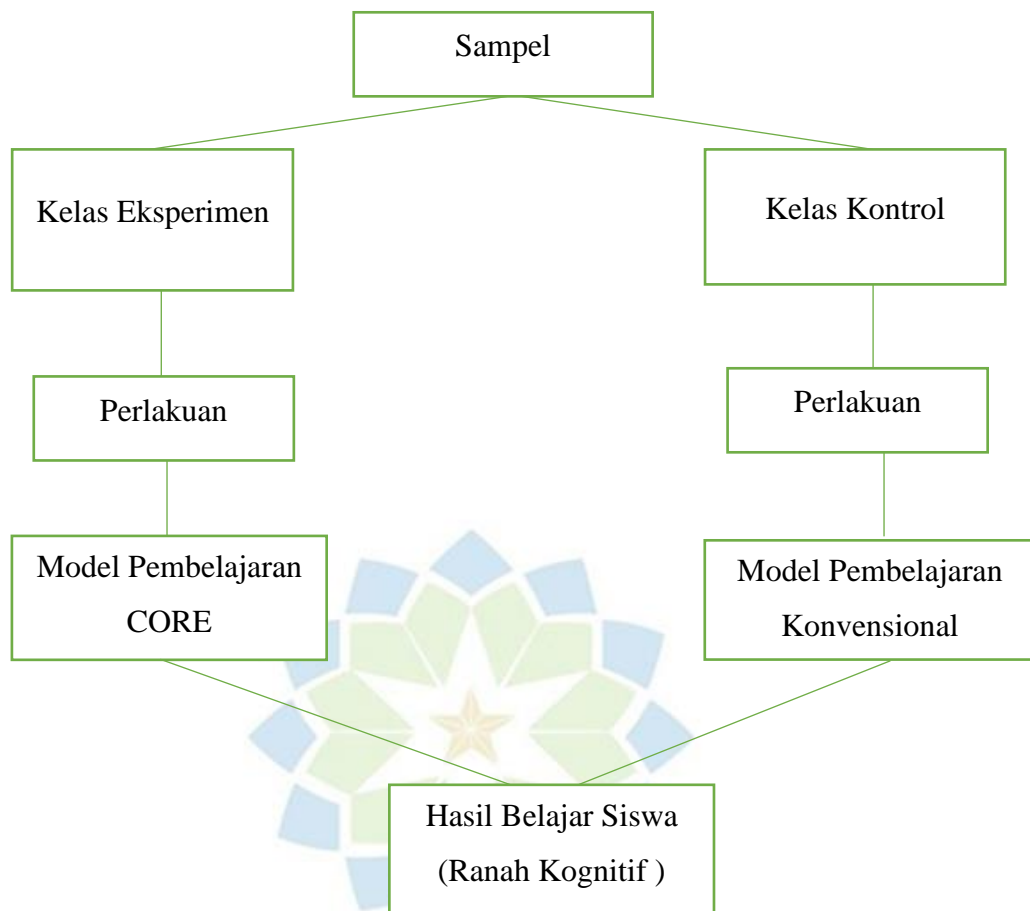 Sampel
Kelas Eksperimen
Kelas Kontrol
Perlakuan
Perlakuan
Model Pembelajaran
CORE
Model Pembelajaran
Konvensional
Hasil Belajar Siswa
(Ranah Kognitif )